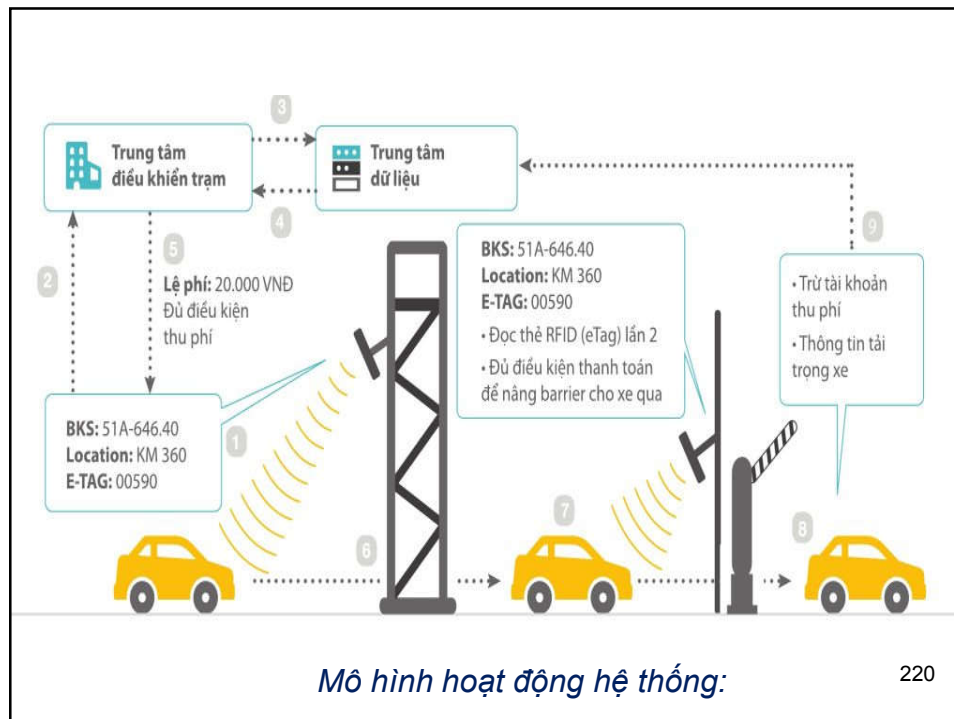 3
Trung tâm
điều khiển trạm
Trung tâm
dữ liệu
4
2
5
Lệ phí: 20.000 VNĐ
Đủ điều kiện
thu phí
BKS: 51A-646.40
Location: KM 360
E-TAG: 00590
• Đọc thẻ RFID (eTag) lần 2
• Đủ điều kiện thanh toán
để nâng barrier cho xe qua
9
• Trừ tài khoản
thu phí
• Thông tin tải
trọng xe
BKS: 51A-646.40
Location: KM 360
E-TAG: 00590
1
6
7
8
Mô hình hoạt động hệ thống:
220